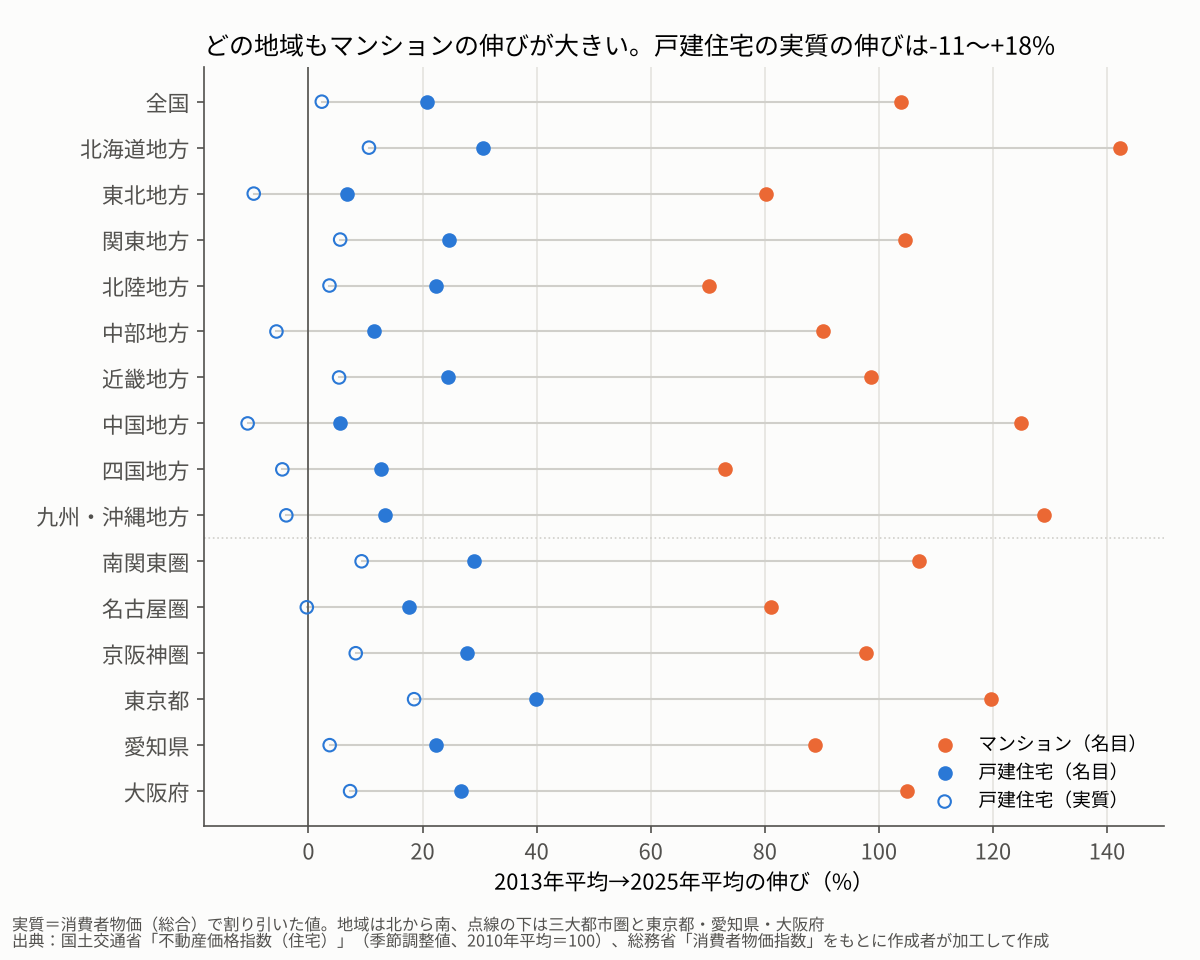 どの地域もマンションの伸びが大きい。戸建住宅の実質の伸びは-11〜+18%
全国
北海道地方
東北地方
関東地方
北陸地方
中部地方
近畿地方
中国地方
四国地方
九州・沖縄地方
南関東圏
名古屋圏
京阪神圏
東京都
愛知県
大阪府
マンション（名目）
戸建住宅（名目）
戸建住宅（実質）
0 20 40 60 80 100 120 140
2013年平均→2025年平均の伸び（%）
実質＝消費者物価（総合）で割り引いた値。地域は北から南、点線の下は三大都市圏と東京都・愛知県・大阪府
出典：国土交通省「不動産価格指数（住宅）」（季節調整値、2010年平均＝100）、総務省「消費者物価指数」をもとに作成者が加工して作成